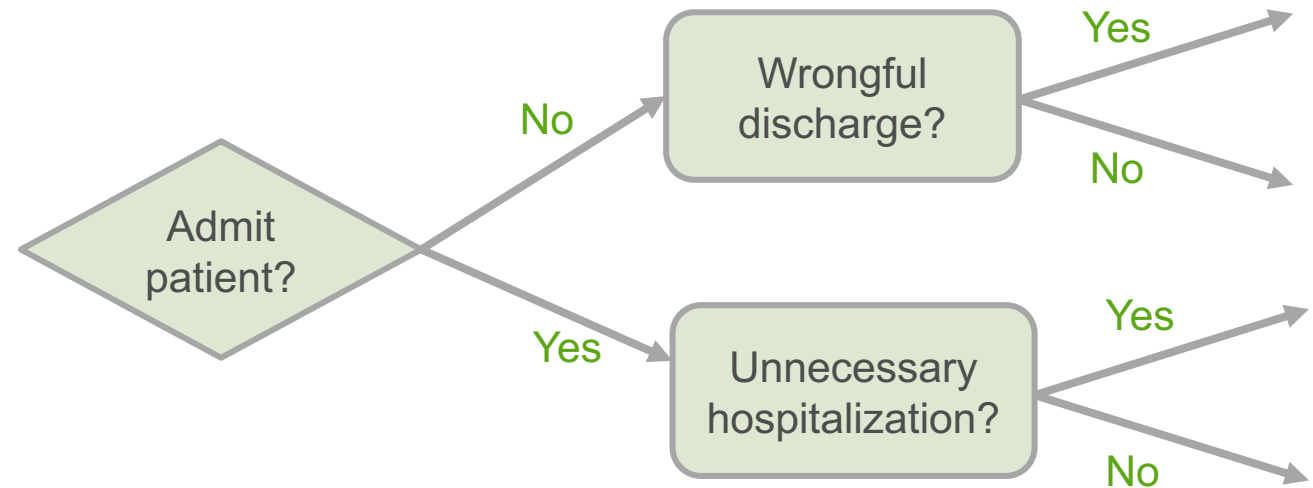 Admit
patient?
No
Wrongful
discharge?
Yes
No
Yes
Unnecessary
hospitalization?
Yes
No